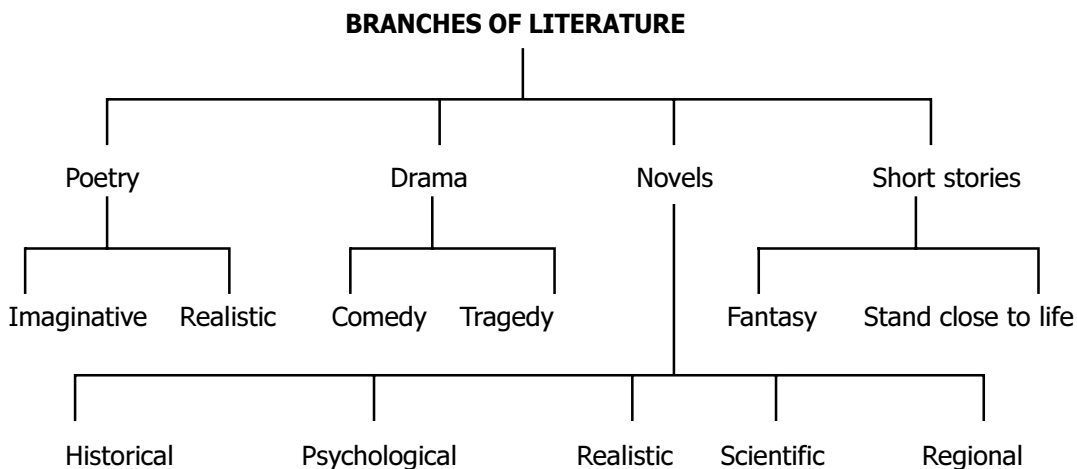 BRANCHES OF LITERATURE
Poetry Drama Novels Short stories
Imaginative Realistic Comedy Tragedy Fantasy Stand close to life
Historical Psychological Realistic Scientific Regional